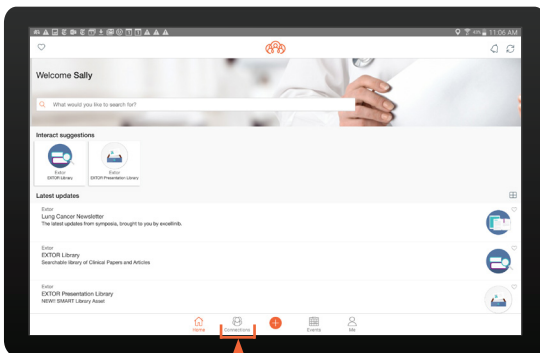 11:06 AM
Welcome Sally
What would you like to search for?
Interact suggestions
Extor
EXTOR Library
Extor
EXTOR Presentation Library
Latest updates
Extor
Lung Cancer Newsletter
The latest updates from symposia, brought to you by excellinib.
Extor
EXTOR Library
Searchable library of Clinical Papers and Articles
Extor
EXTOR Presentation Library
NEW!! SMART Library Asset
Home
Connections
Events
Me